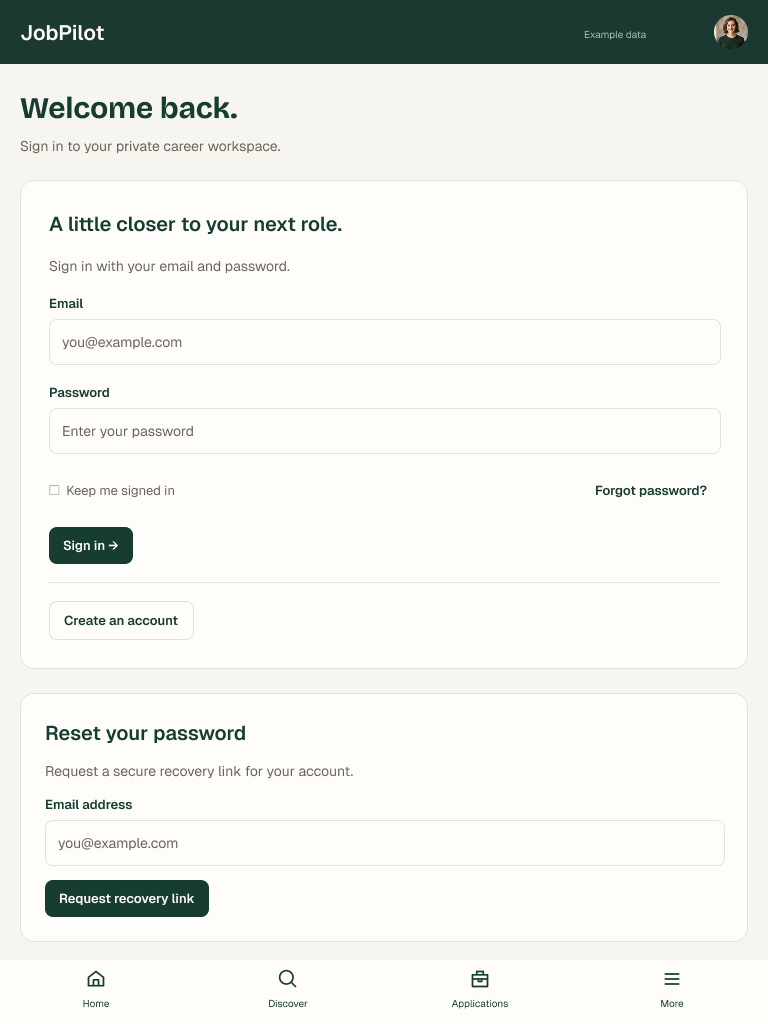 JobPilot
Example data
Welcome back.
Sign in to your private career workspace.
A little closer to your next role.
Sign in with your email and password.
Email
you@example.com
Password
Enter your password
Keep me signed in
Forgot password?
Sign in →
Create an account
Reset your password
Request a secure recovery link for your account.
Email address
you@example.com
Request recovery link
Home
Discover
Applications
More